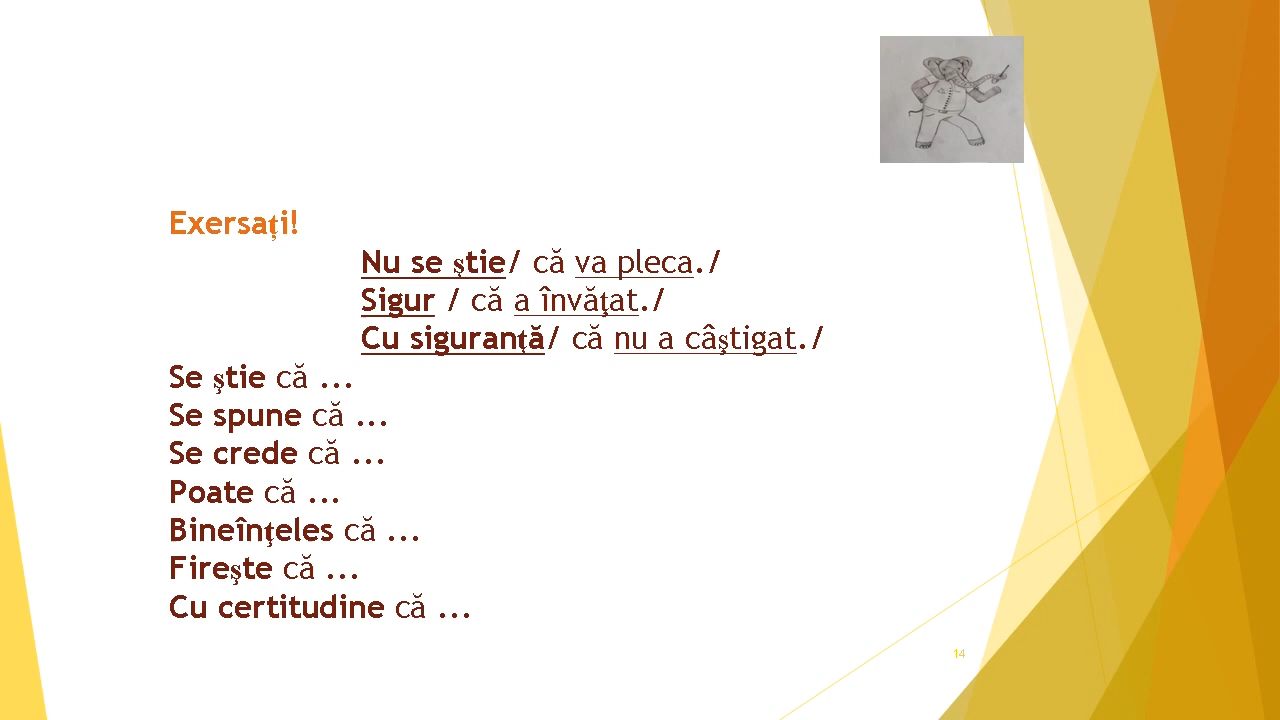 Exersați!
Nu se ştie/ că va pleca./
Sigur / că a învăţat./
Cu siguranţă/ că nu a câştigat./
Se ştie că ...
Se spune că ...
Se crede că ...
Poate că ...
Bineînţeles că ...
Fireşte că ...
Cu certitudine că ...
14